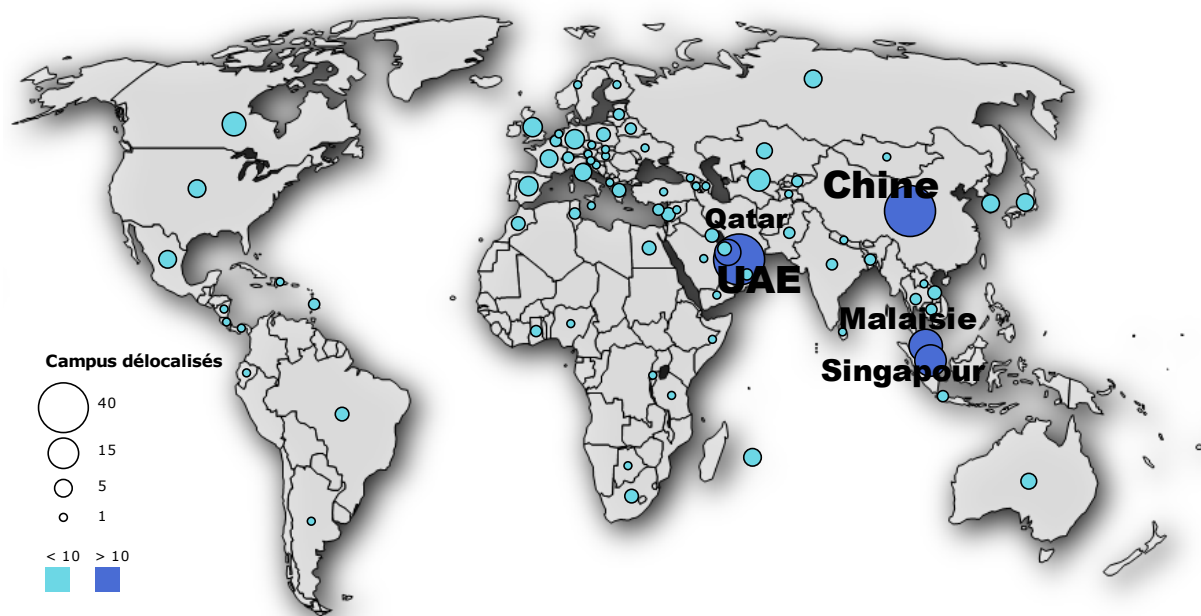 Chine
Qatar
UAE
Malaisie
Singapour
Campus délocalisés
40
15
5
1
< 10 > 10